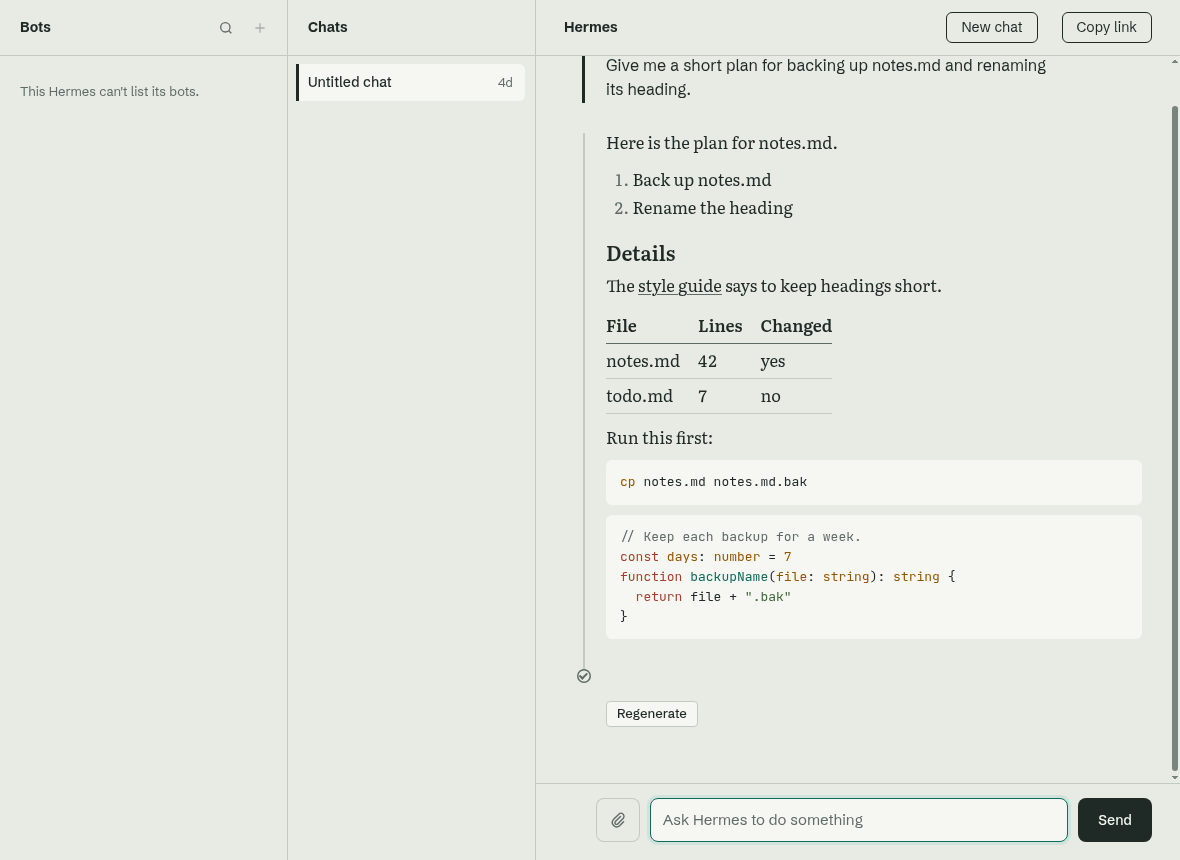 Bots
Chats
Hermes
New chat
Copy link
This Hermes can't list its bots.
Untitled chat
4d
Give me a short plan for backing up notes.md and renaming
its heading.
Here is the plan for notes.md.
1. Back up notes.md
2. Rename the heading
Details
The style guide says to keep headings short.
File Lines Changed
notes.md 42 yes
todo.md 7 no
Run this first:
cp notes.md notes.md.bak
// Keep each backup for a week.
const days: number = 7
function backupName(file: string): string {
  return file + ".bak"
}
Regenerate
Ask Hermes to do something
Send